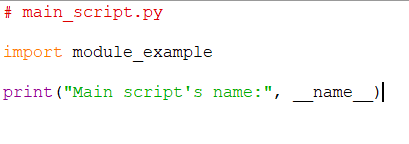 # main_script.py
import module_example
print("Main script's name:", __name__)